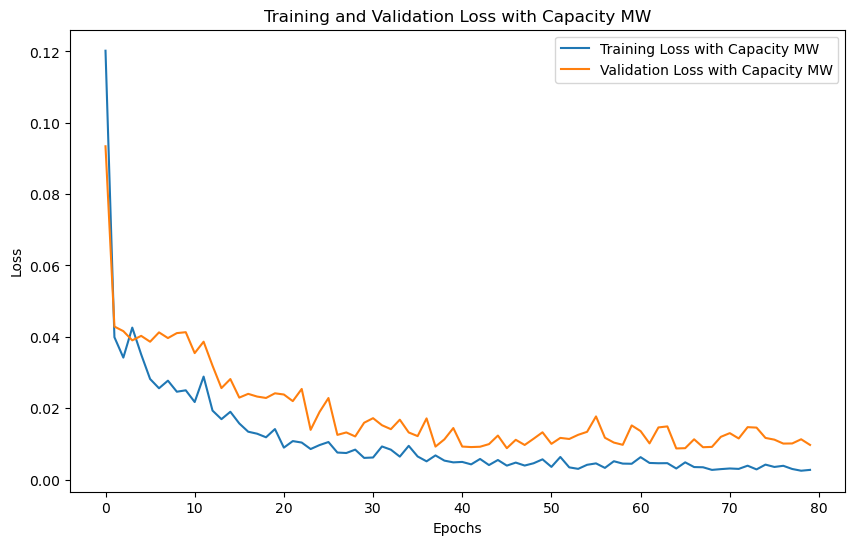 Training and Validation Loss with Capacity MW
Training Loss with Capacity MW
Validation Loss with Capacity MW
0.12
0.10
0.08
0.06
0.04
0.02
0.00
Loss
0 10 20 30 40 50 60 70 80
Epochs